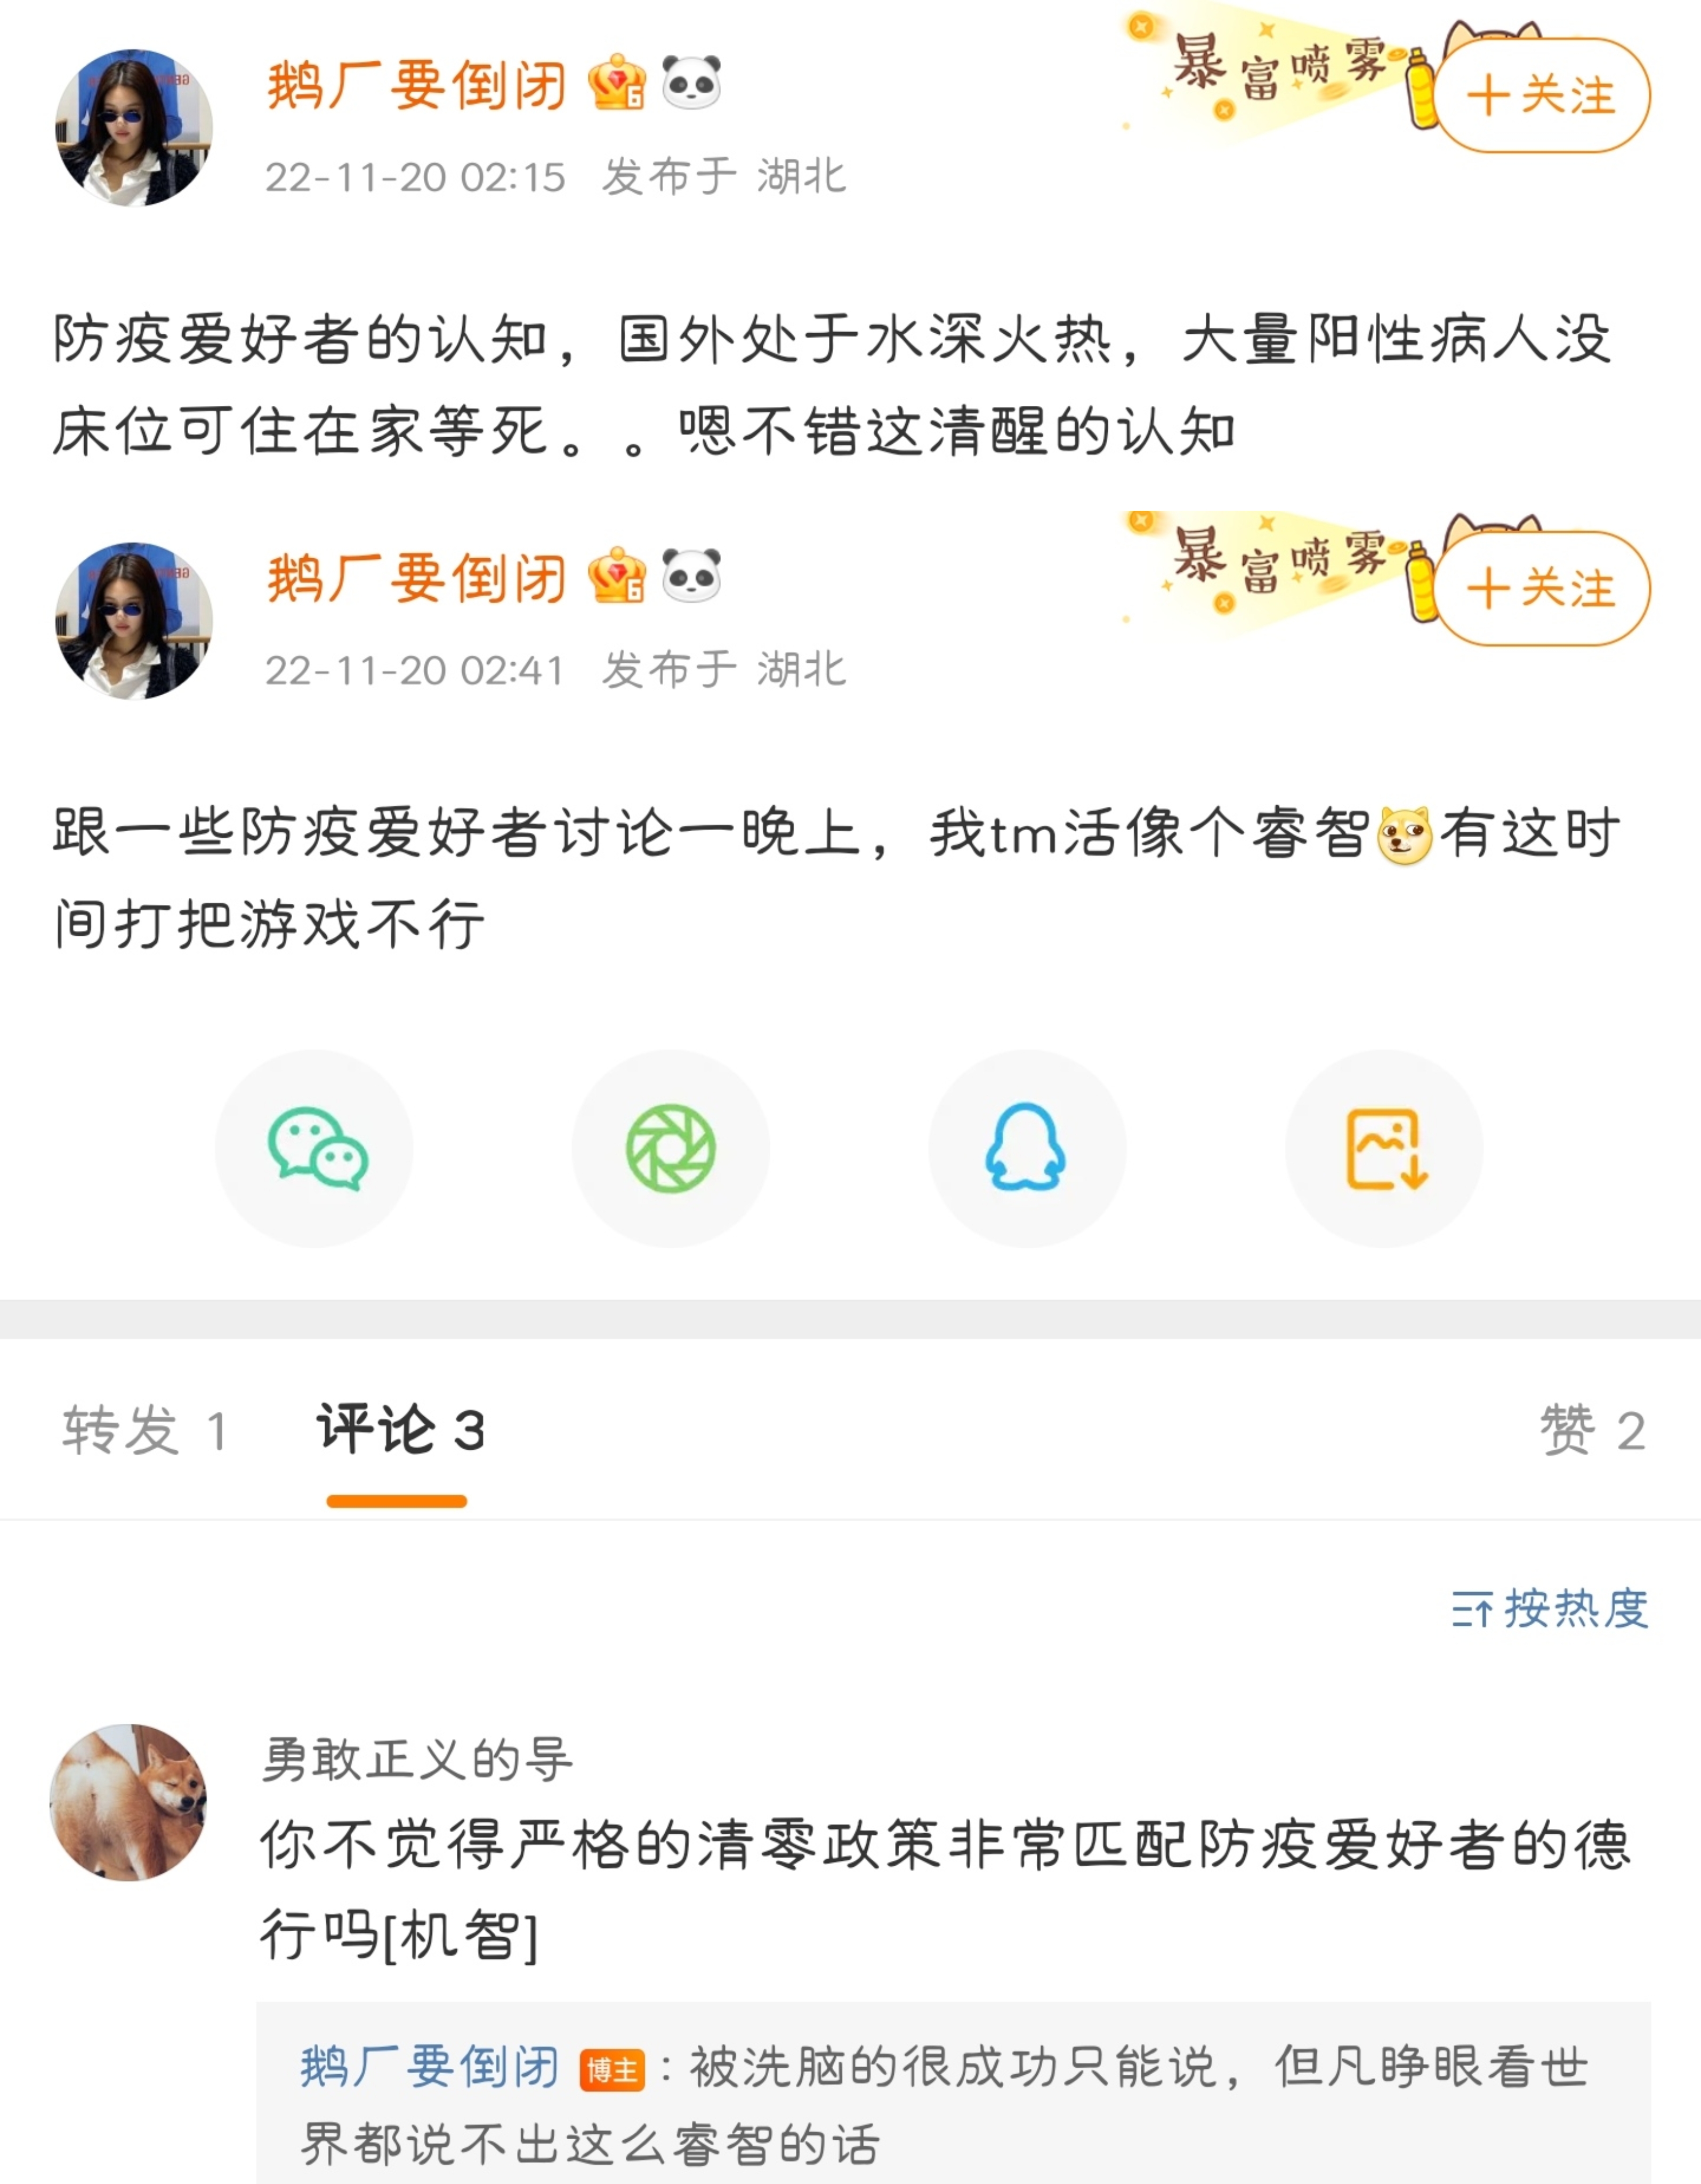 鹅厂要倒闭
暴富喷雾
+关注
22-11-20 02:15 发布于 湖北
防疫爱好者的认知，国外处于水深火热，大量阳性病人没
床位可住在家等死。。嗯不错这清醒的认知
鹅厂要倒闭
暴富喷雾
+关注
22-11-20 02:41 发布于 湖北
跟一些防疫爱好者讨论一晚上，我tm活像个睿智有这时
间打把游戏不行
转发 1 评论 3 赞 2
按热度
勇敢正义的导
你不觉得严格的清零政策非常匹配防疫爱好者的德
行吗[机智]
鹅厂要倒闭 博主：被洗脑的很成功只能说，但凡睁眼看世
界都说不出这么睿智的话